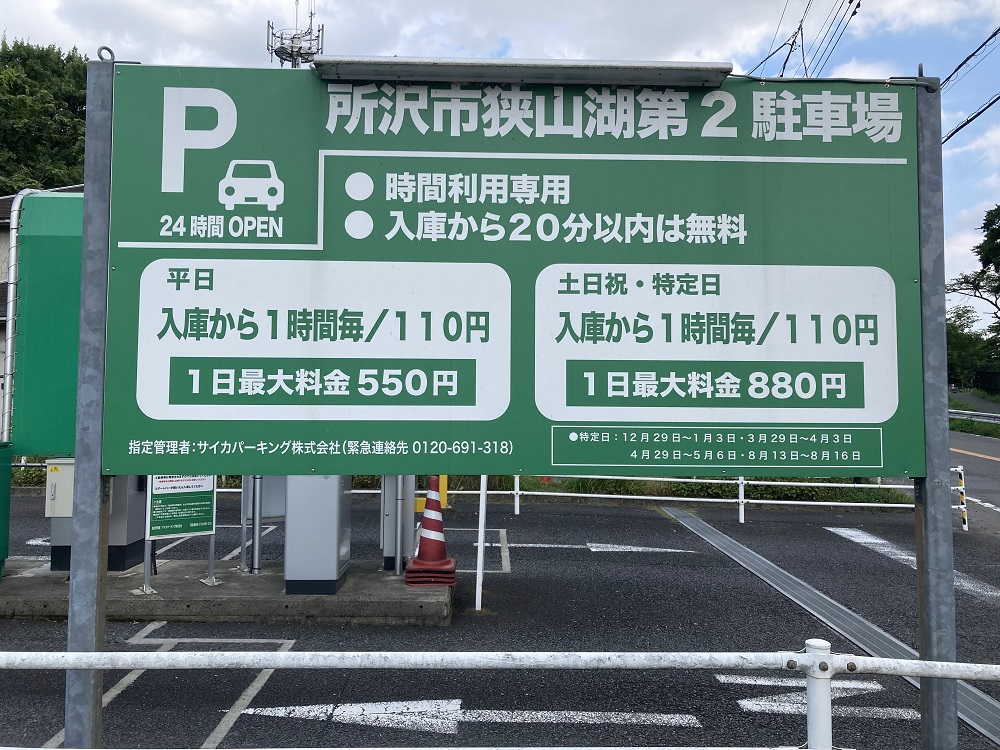 P
24時間 OPEN
所沢市狭山湖第2駐車場
● 時間利用専用
● 入庫から20分以内は無料
平日
入庫から1時間毎/110円
1日最大料金 550円
土日祝・特定日
入庫から1時間毎/110円
1日最大料金 880円
指定管理者:サイカパーキング株式会社(緊急連絡先 0120-691-318)
●特定日:12月29日〜1月3日・3月29日〜4月3日
4月29日〜5月6日・8月13日〜8月16日